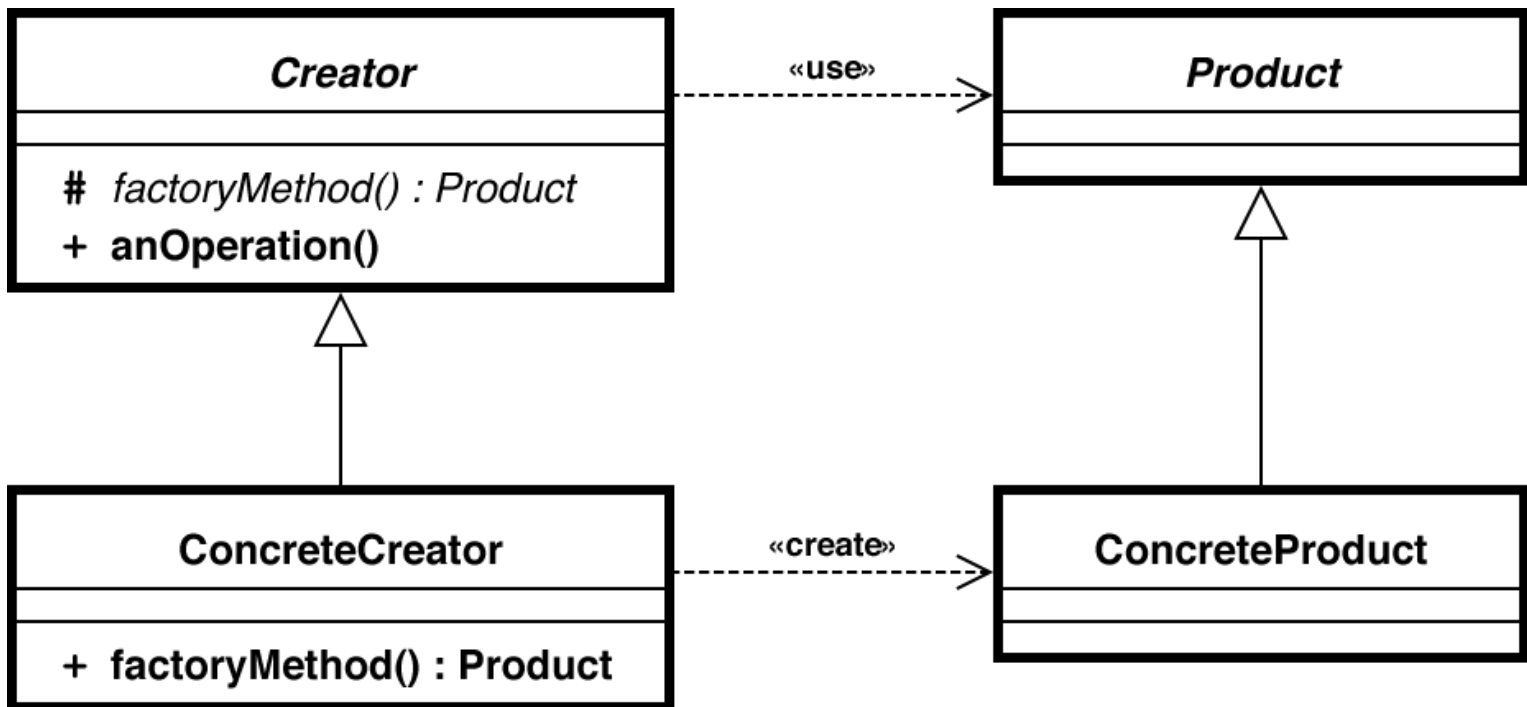 Creator
# factoryMethod() : Product
+ anOperation()
«use»
Product
ConcreteCreator
+ factoryMethod() : Product
«create»
ConcreteProduct